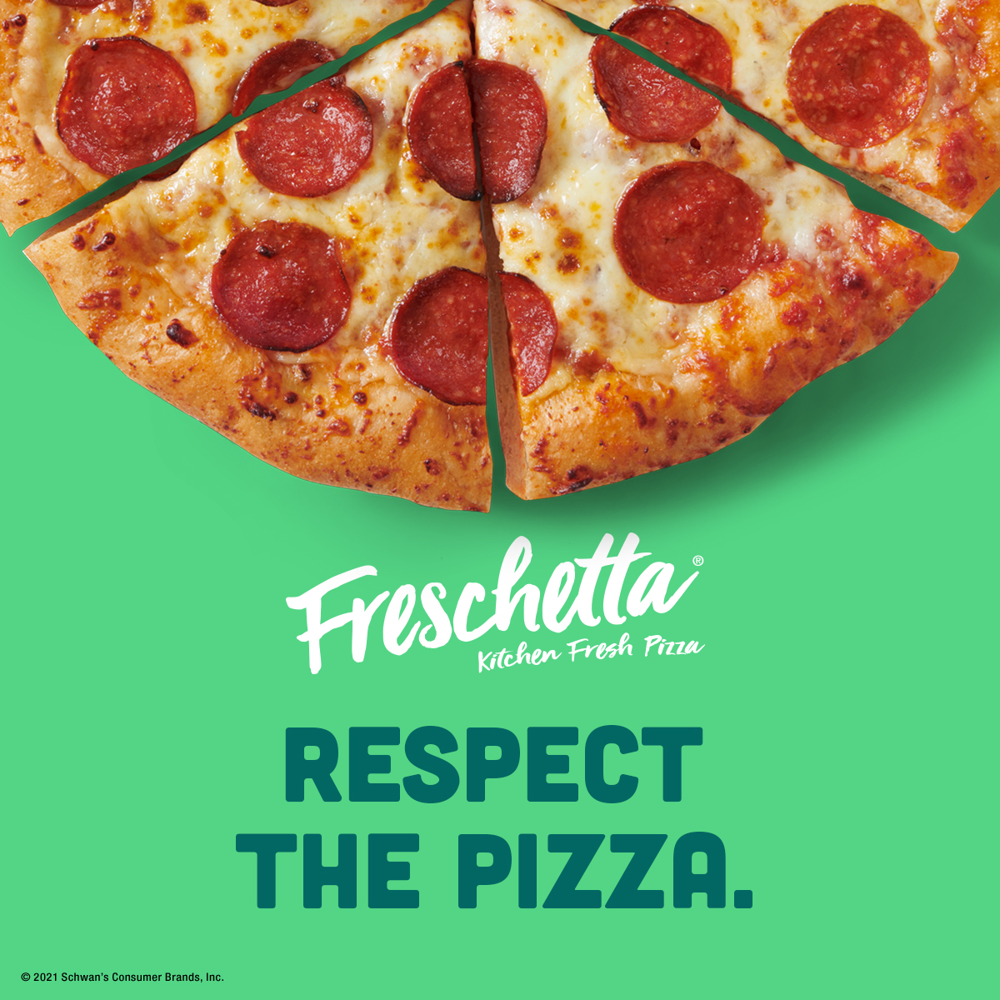 Freschetta®
Kitchen Fresh Pizza
RESPECT
THE PIZZA.
© 2021 Schwan's Consumer Brands, Inc.